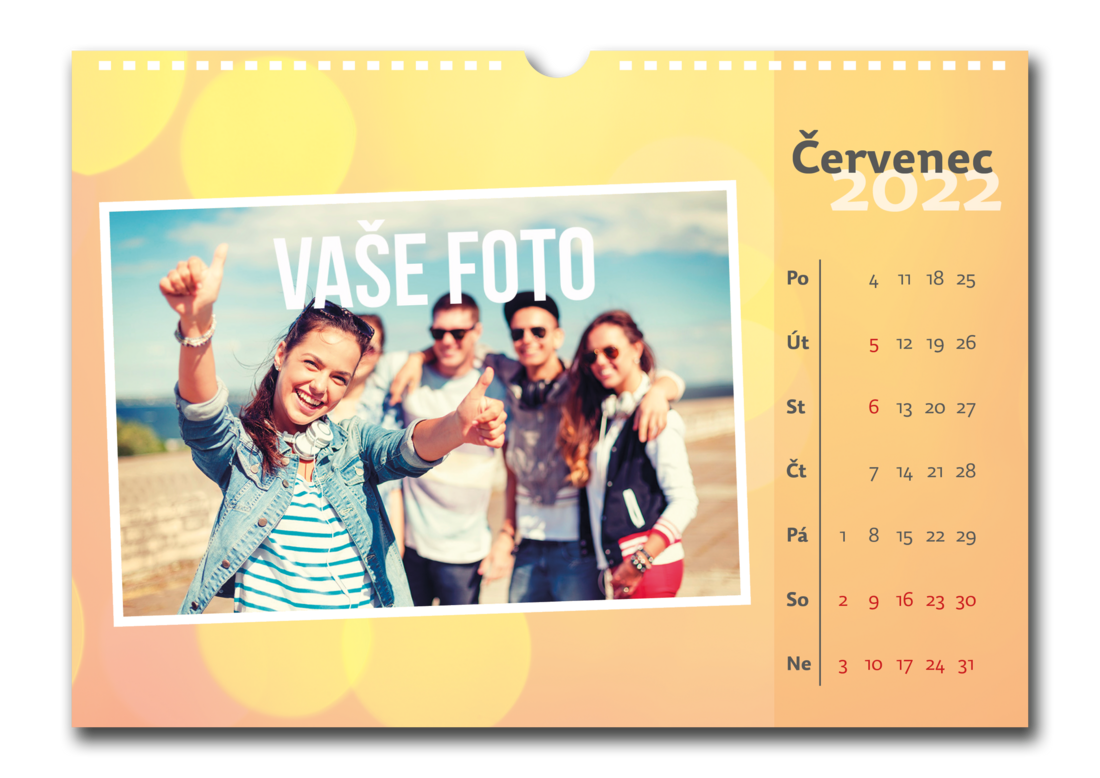 VAŠE FOTO
Červenec
2022
Po 4 11 18 25
Út 5 12 19 26
St 6 13 20 27
Čt 7 14 21 28
Pá 1 8 15 22 29
So 2 9 16 23 30
Ne 3 10 17 24 31